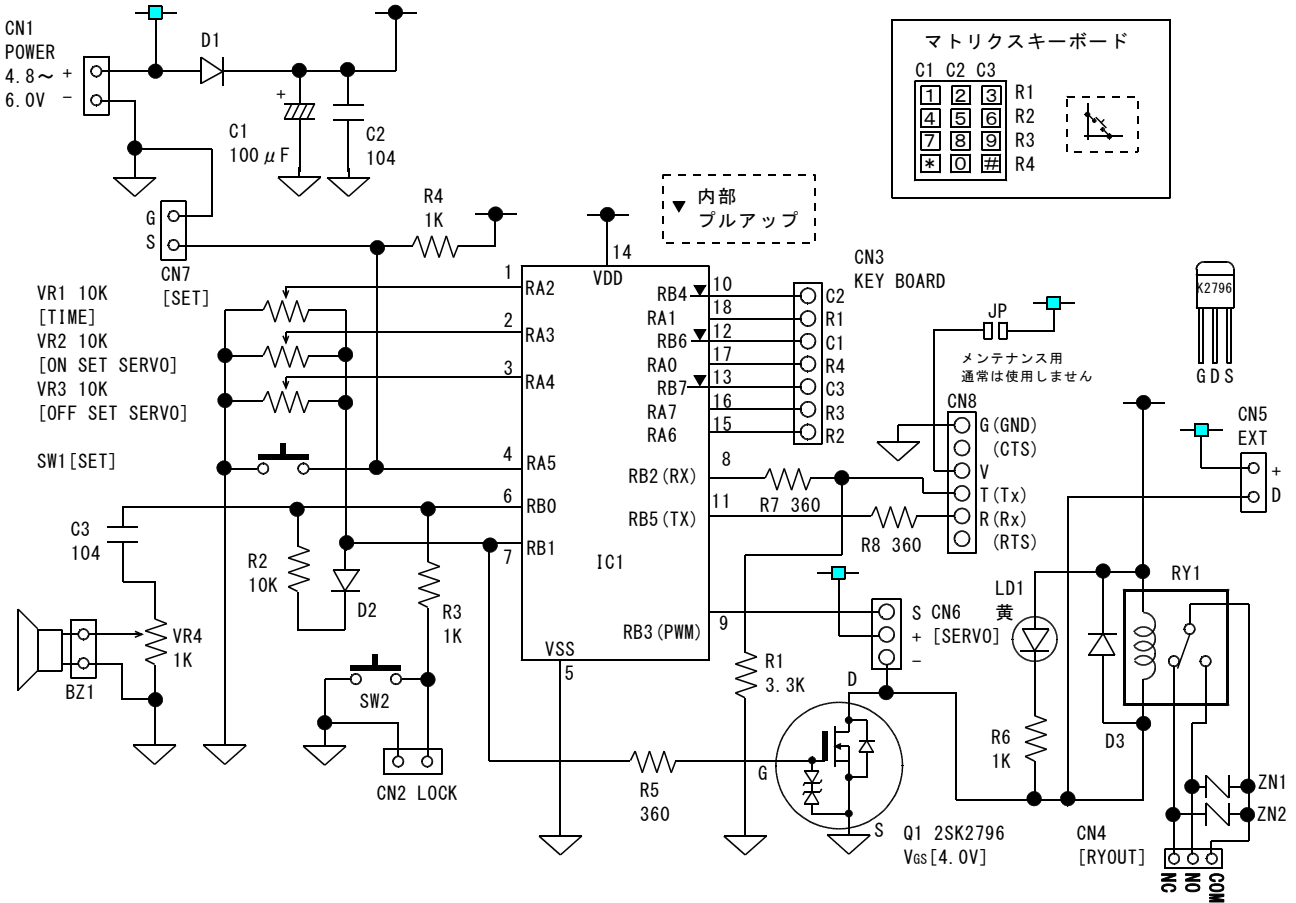 CN1
POWER
4.8～ +
6.0V −
D1
+
C1
100μF
C2
104
マトリクスキーボード
C1 C2 C3
1 2 3 R1
4 5 6 R2
7 8 9 R3
* 0 # R4
▼ 内部
プルアップ
G
S
CN7
[SET]
R4
1K
VR1 10K
[TIME]
VR2 10K
[ON SET SERVO]
VR3 10K
[OFF SET SERVO]
SW1[SET]
C3
104
VR4
1K
BZ1
R2
10K
D2
R3
1K
SW2
CN2 LOCK
14
VDD
1
RA2
2
RA3
3
RA4
4
RA5
6
RB0
7
RB1
IC1
VSS
5
RB4 10
RA1 18
RB6 12
RA0 17
RB7 13
RA7 16
RA6 15
RB2(RX) 8
RB5(TX) 11
RB3(PWM) 9
CN3
KEY BOARD
C2
R1
C1
R4
C3
R3
R2
R7 360
R8 360
JP
メンテナンス用
通常は使用しません
CN8
G(GND)
(CTS)
V
T(Tx)
R(Rx)
(RTS)
K2796
G D S
CN5
EXT
+
D
S CN6
+ [SERVO]
−
R1
3.3K
R5
360
D
G
S
Q1 2SK2796
VGS[4.0V]
LD1
黄
R6
1K
D3
RY1
ZN1
ZN2
CN4
[RYOUT]
NC
NO
COM